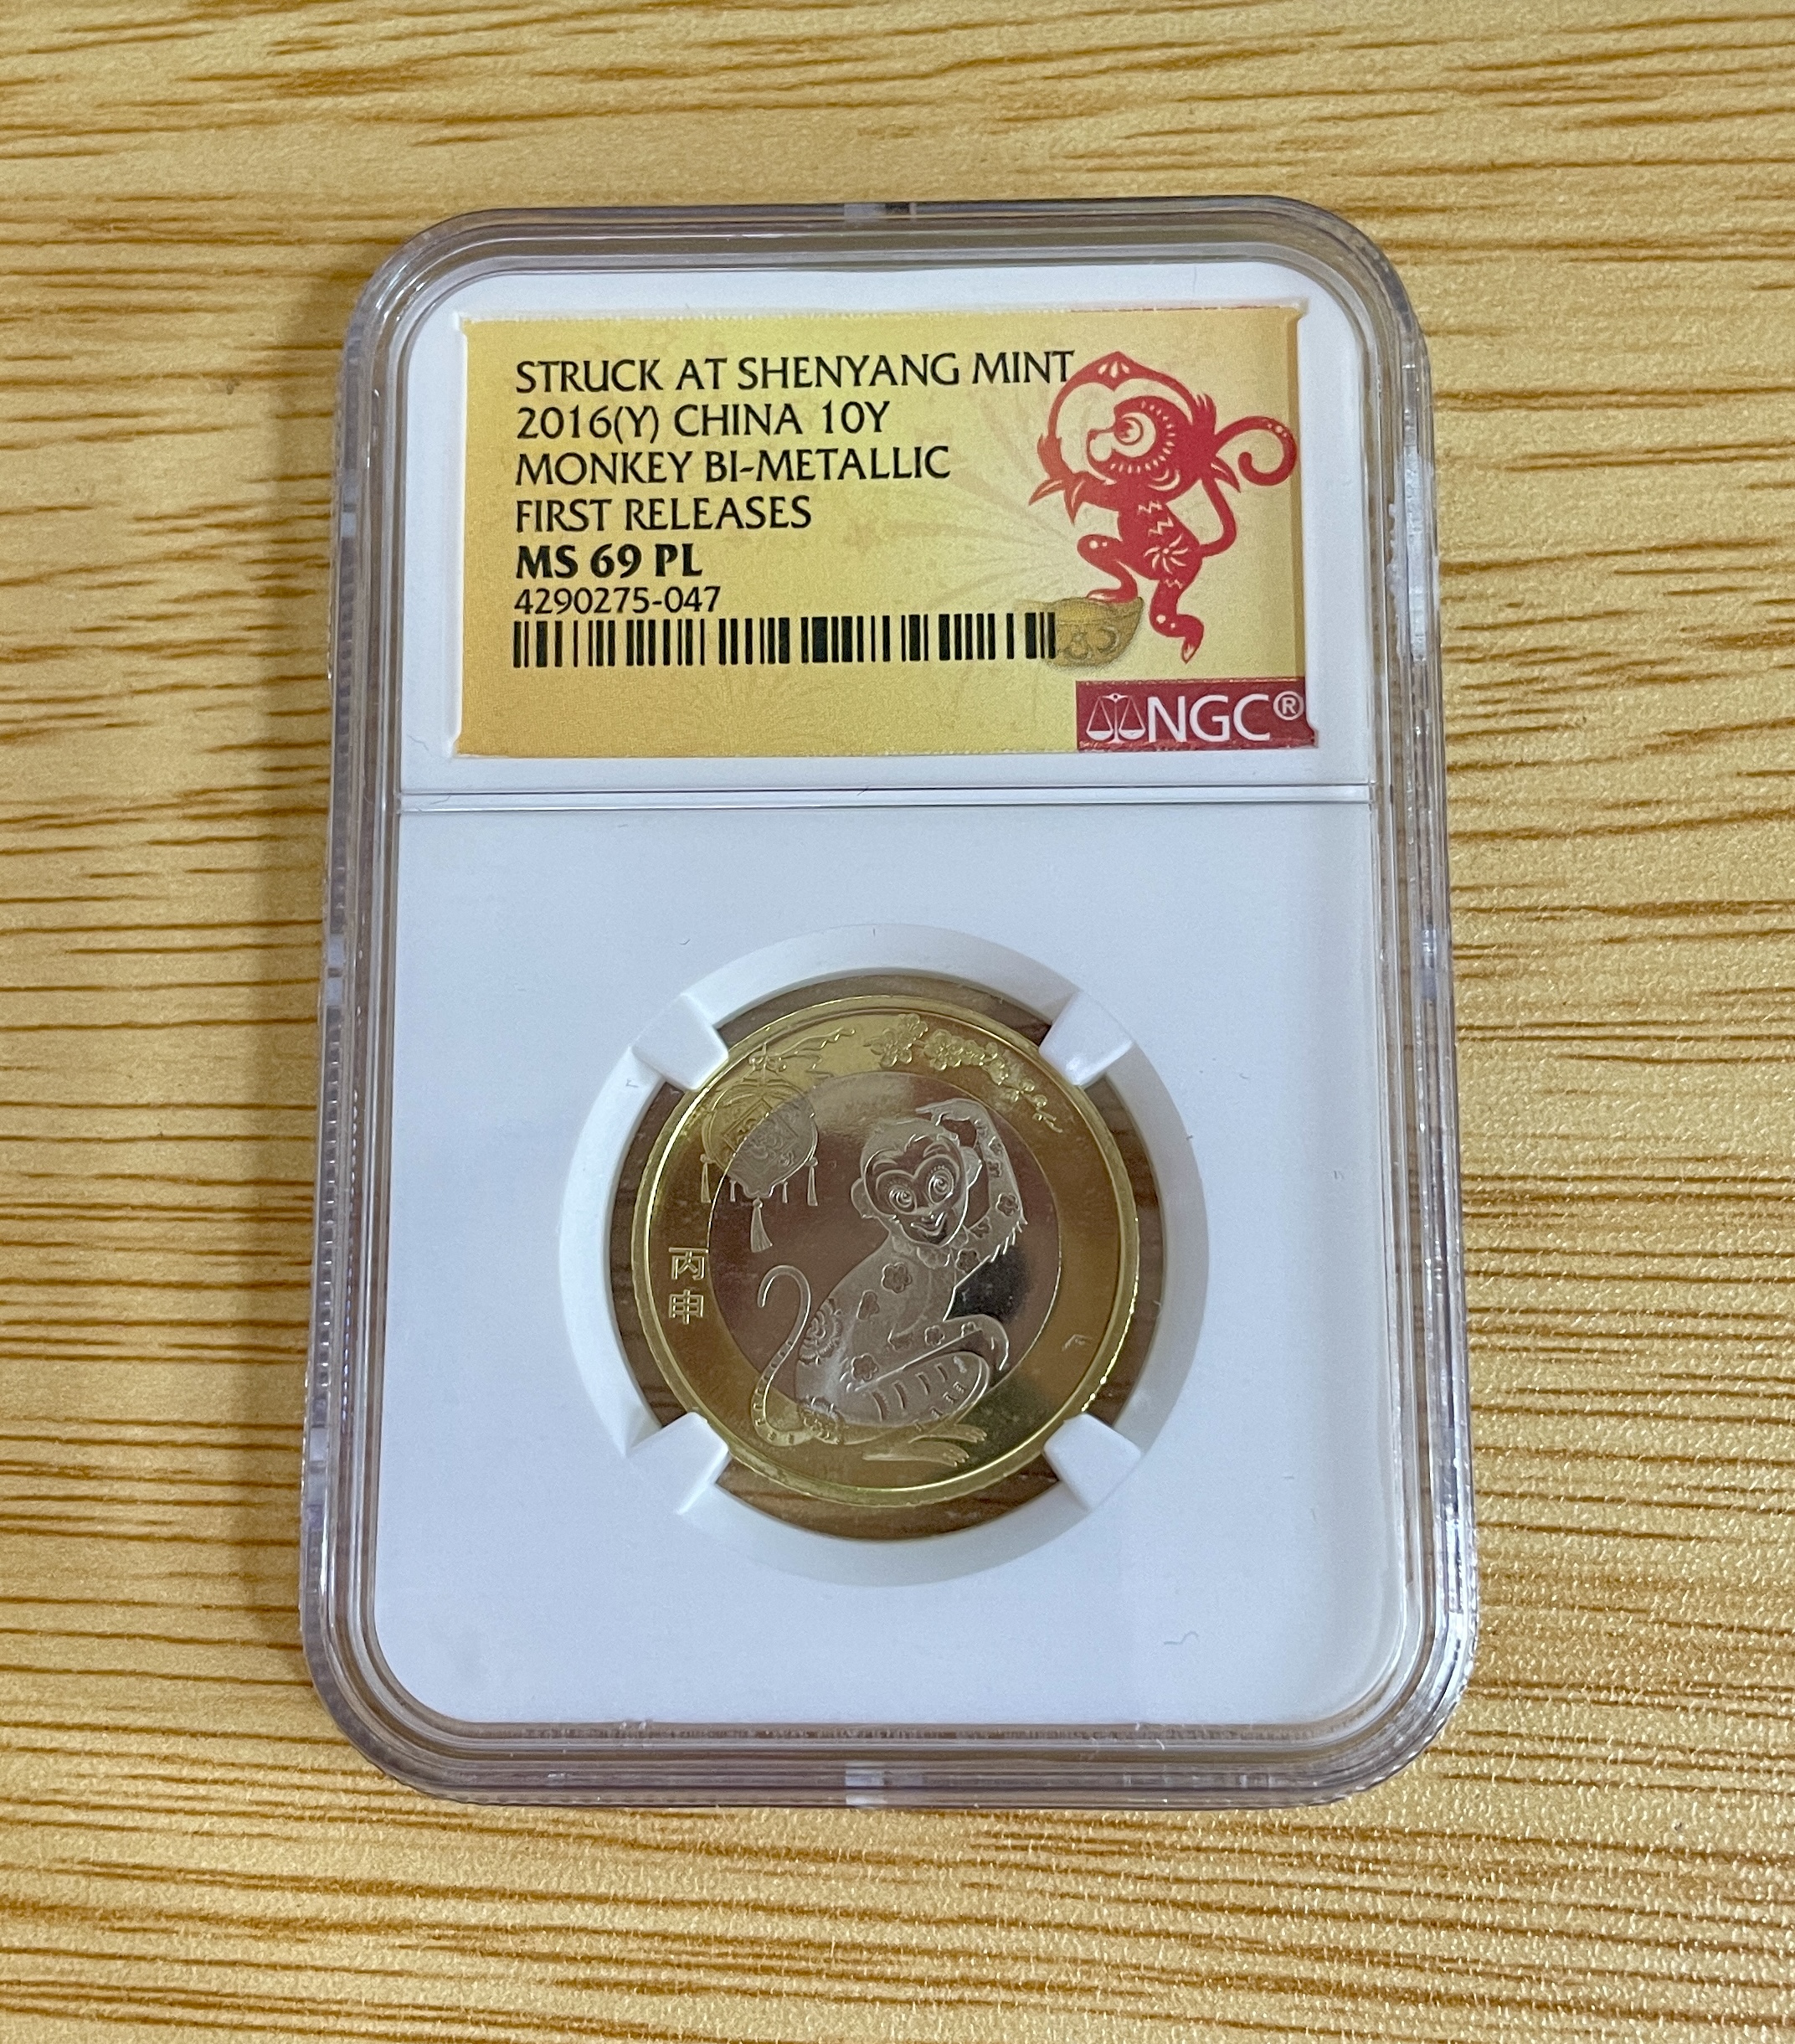 STRUCK AT SHENYANG MINT
2016(Y) CHINA 10Y
MONKEY BI-METALLIC
FIRST RELEASES
MS 69 PL
4290275-047
NGC®
丙
申